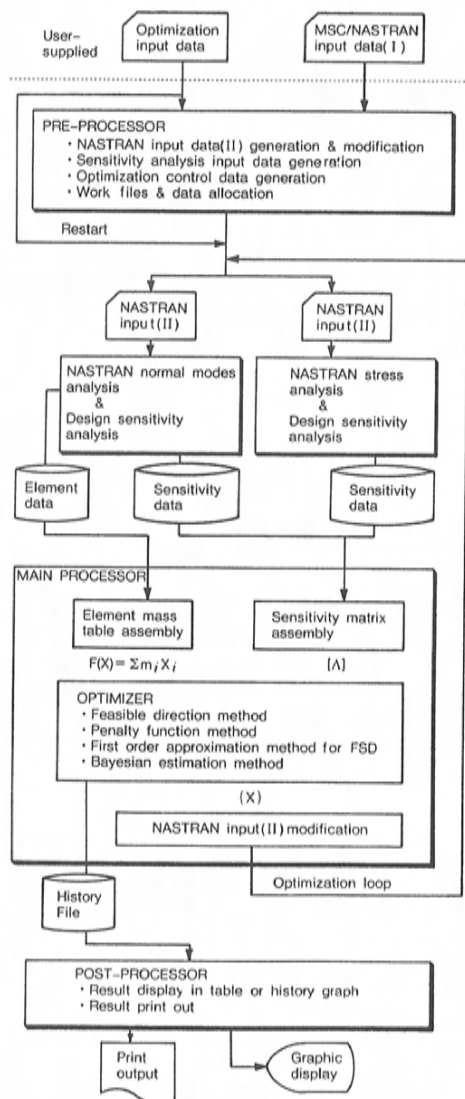 User-
supplied
Optimization
input data
MSC/NASTRAN
input data(I)
PRE-PROCESSOR
· NASTRAN input data(II) generation & modification
· Sensitivity analysis input data generation
· Optimization control data generation
· Work files & data allocation
Restart
NASTRAN
input(II)
NASTRAN
input(II)
NASTRAN normal modes
analysis
&
Design sensitivity
analysis
NASTRAN stress
analysis
&
Design sensitivity
analysis
Element
data
Sensitivity
data
Sensitivity
data
MAIN PROCESSOR
Element mass
table assembly
Sensitivity matrix
assembly
F(X)= Σm_i X_i
[Λ]
OPTIMIZER
· Feasible direction method
· Penalty function method
· First order approximation method for FSD
· Bayesian estimation method
(X)
NASTRAN input(II) modification
Optimization loop
History
File
POST-PROCESSOR
· Result display in table or history graph
· Result print out
Print
output
Graphic
display